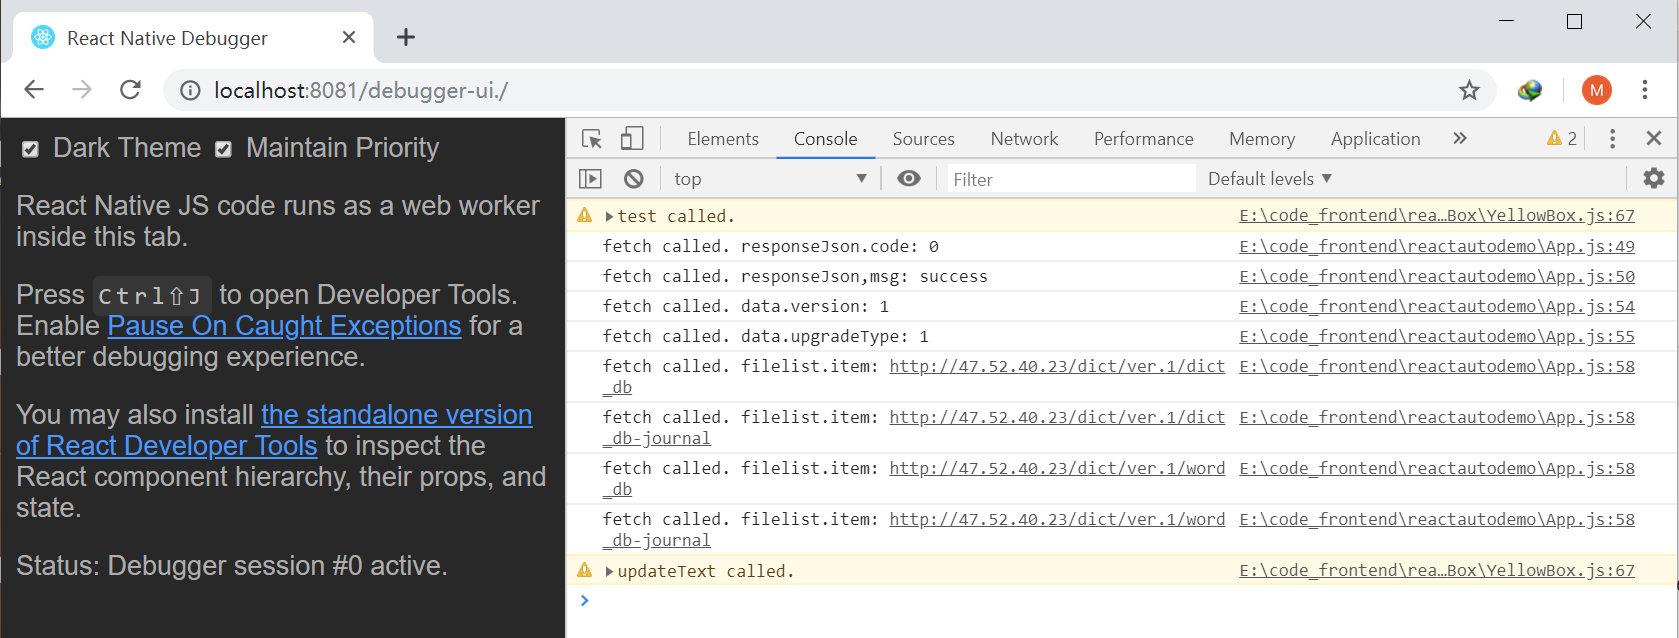 React Native Debugger
localhost:8081/debugger-ui./
M
Dark Theme Maintain Priority
React Native JS code runs as a web worker
inside this tab.
Press Ctrl⇧J to open Developer Tools.
Enable Pause On Caught Exceptions for a
better debugging experience.
You may also install the standalone version
of React Developer Tools to inspect the
React component hierarchy, their props, and
state.
Status: Debugger session #0 active.
Elements Console Sources Network Performance Memory Application » 2
top Filter Default levels
test called. E:\code_frontend\rea…Box\YellowBox.js:67
fetch called. responseJson.code: 0 E:\code_frontend\reactautodemo\App.js:49
fetch called. responseJson,msg: success E:\code_frontend\reactautodemo\App.js:50
fetch called. data.version: 1 E:\code_frontend\reactautodemo\App.js:54
fetch called. data.upgradeType: 1 E:\code_frontend\reactautodemo\App.js:55
fetch called. filelist.item: http://47.52.40.23/dict/ver.1/dict E:\code_frontend\reactautodemo\App.js:58
_db
fetch called. filelist.item: http://47.52.40.23/dict/ver.1/dict E:\code_frontend\reactautodemo\App.js:58
_db-journal
fetch called. filelist.item: http://47.52.40.23/dict/ver.1/word E:\code_frontend\reactautodemo\App.js:58
_db
fetch called. filelist.item: http://47.52.40.23/dict/ver.1/word E:\code_frontend\reactautodemo\App.js:58
_db-journal
updateText called. E:\code_frontend\rea…Box\YellowBox.js:67